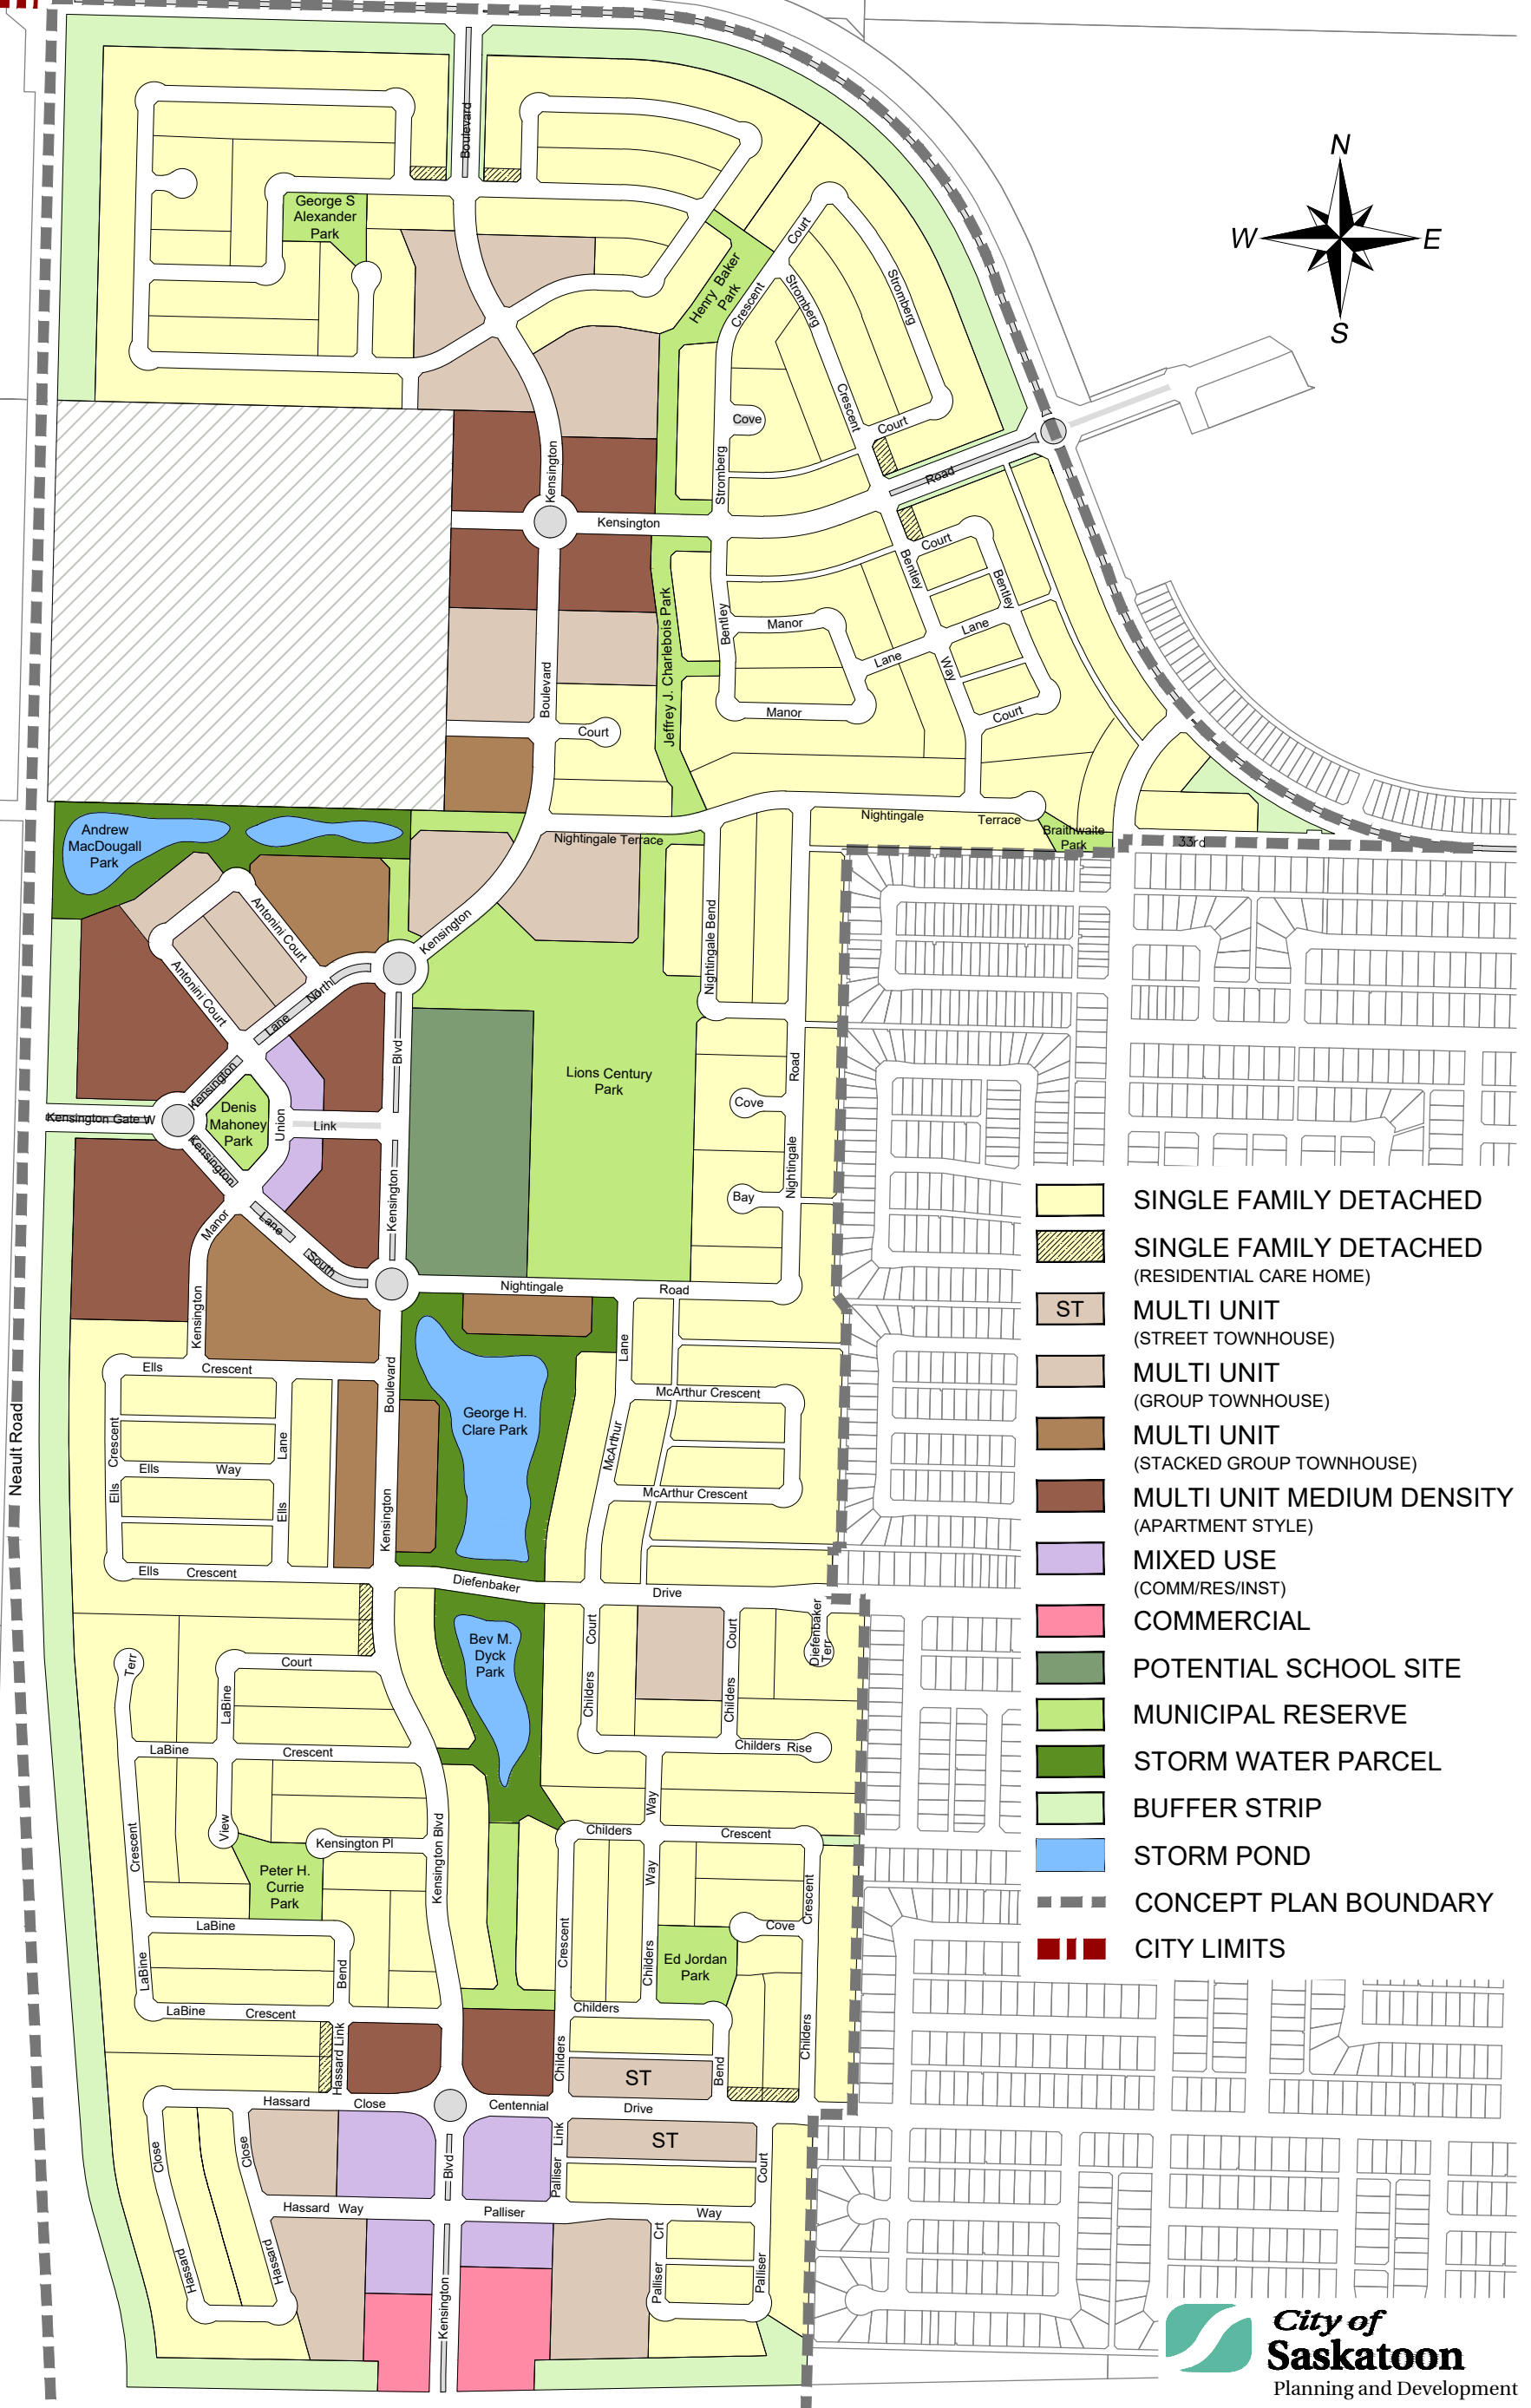 Boulevard
George S
Alexander
Park
N
W
E
S
Henry Baker
Park
Court
Crescent
Stromberg
Stromberg
Crescent
Court
Cove
Stromberg
Kensington
Road
Kensington
Court
Bentley
Bentley
Jeffrey J. Charlebois Park
Bentley
Manor
Lane
Lane
Way
Boulevard
Manor
Court
Court
Nightingale
Terrace
Braithwaite
Park
33rd
Andrew
MacDougall
Park
Nightingale Terrace
Antonini Court
Kensington
Nightingale Bend
Antonini Court
North
Lane
Blvd
Kensington
Lions Century
Park
Road
Cove
Kensington Gate W
Denis
Mahoney
Park
Union
Link
Kensington
Nightingale
Bay
Kensington
Manor
Lane
South
Nightingale
Road
Kensington
Lane
Ells
Crescent
Boulevard
McArthur Crescent
George H.
Clare Park
Crescent
Lane
McArthur
Ells
Way
Neault Road
Ells
Ells
Kensington
McArthur Crescent
Ells
Crescent
Diefenbaker
Drive
Court
Court
Diefenbaker
Terr
Bev M.
Dyck
Park
Terr
Court
LaBine
Childers
Childers
LaBine
Crescent
Childers Rise
Way
View
Kensington Pl
Childers
Crescent
Crescent
Kensington Blvd
Peter H.
Currie
Park
Way
Crescent
LaBine
Cove
Crescent
Ed Jordan
Park
LaBine
Bend
Childers
LaBine
Crescent
Childers
Hassard Link
Childers
Childers
ST
Bend
Hassard
Close
Centennial
Drive
Close
Close
Blvd
Link
ST
Palliser
Court
Hassard Way
Palliser
Way
Crt
Hassard
Hassard
Kensington
Palliser
Palliser
SINGLE FAMILY DETACHED
SINGLE FAMILY DETACHED
(RESIDENTIAL CARE HOME)
ST
MULTI UNIT
(STREET TOWNHOUSE)
MULTI UNIT
(GROUP TOWNHOUSE)
MULTI UNIT
(STACKED GROUP TOWNHOUSE)
MULTI UNIT MEDIUM DENSITY
(APARTMENT STYLE)
MIXED USE
(COMM/RES/INST)
COMMERCIAL
POTENTIAL SCHOOL SITE
MUNICIPAL RESERVE
STORM WATER PARCEL
BUFFER STRIP
STORM POND
CONCEPT PLAN BOUNDARY
CITY LIMITS
City of
Saskatoon
Planning and Development